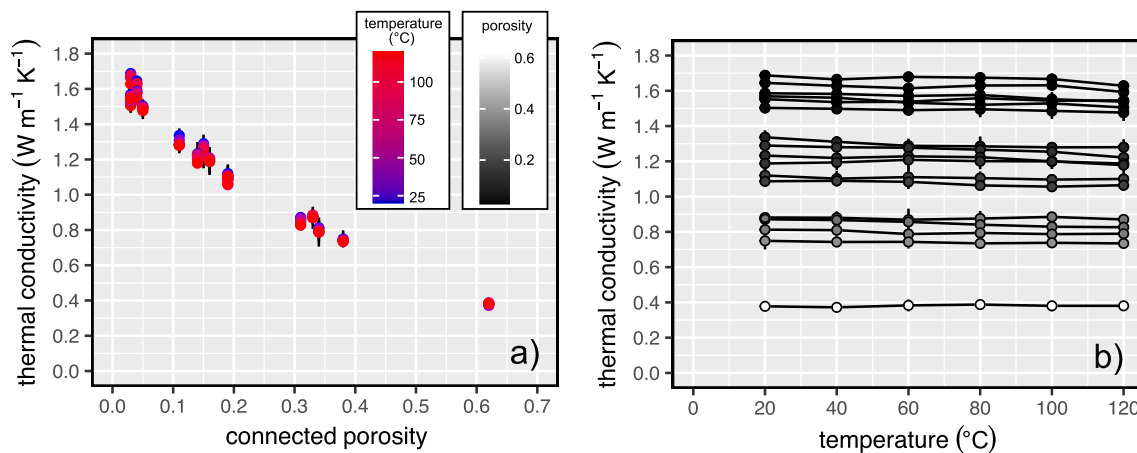 thermal conductivity (W m⁻¹ K⁻¹)
1.8
1.6
1.4
1.2
1.0
0.8
0.6
0.4
0.2
0.0
0.0 0.1 0.2 0.3 0.4 0.5 0.6 0.7
connected porosity
a)
temperature
(°C)
100
75
50
25
porosity
0.6
0.4
0.2
thermal conductivity (W m⁻¹ K⁻¹)
1.8
1.6
1.4
1.2
1.0
0.8
0.6
0.4
0.2
0.0
0 20 40 60 80 100 120
temperature (°C)
b)